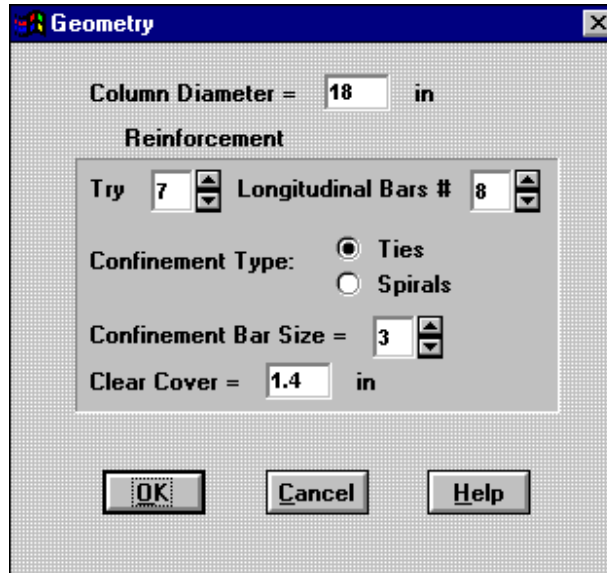 Geometry
Column Diameter = 18 in
Reinforcement
Try 7 Longitudinal Bars # 8
Confinement Type: Ties
Spirals
Confinement Bar Size = 3
Clear Cover = 1.4 in
OK Cancel Help